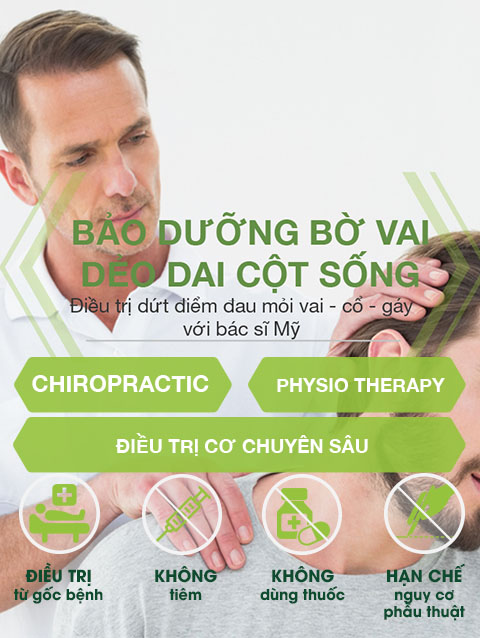 BẢO DƯỠNG BỜ VAI
DẺO DAI CỘT SỐNG
Điều trị dứt điểm đau mỏi vai - cổ - gáy
với bác sĩ Mỹ
CHIROPRACTIC
PHYSIO THERAPY
ĐIỀU TRỊ CƠ CHUYÊN SÂU
ĐIỀU TRỊ
từ gốc bệnh
KHÔNG
tiêm
KHÔNG
dùng thuốc
HẠN CHẾ
nguy cơ
phẫu thuật